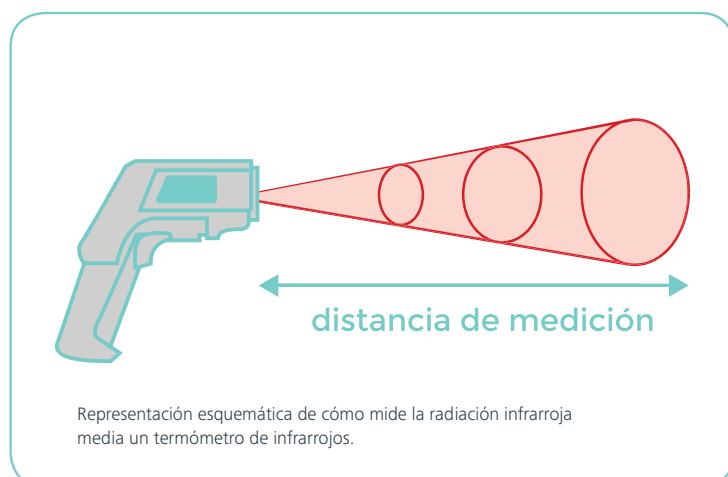 distancia de medición
Representación esquemática de cómo mide la radiación infrarroja
media un termómetro de infrarrojos.